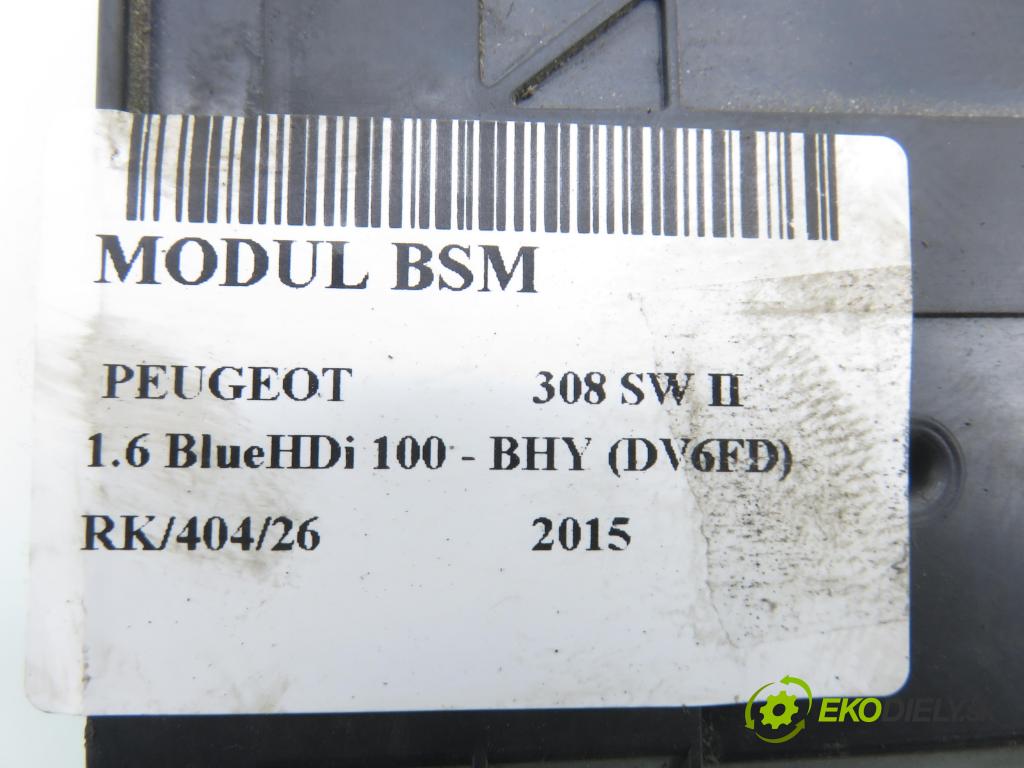 MODUL BSM
PEUGEOT 308 SW II
1.6 BlueHDi 100 - BHY (DV6FD)
RK/404/26 2015
EKODIELY.SK